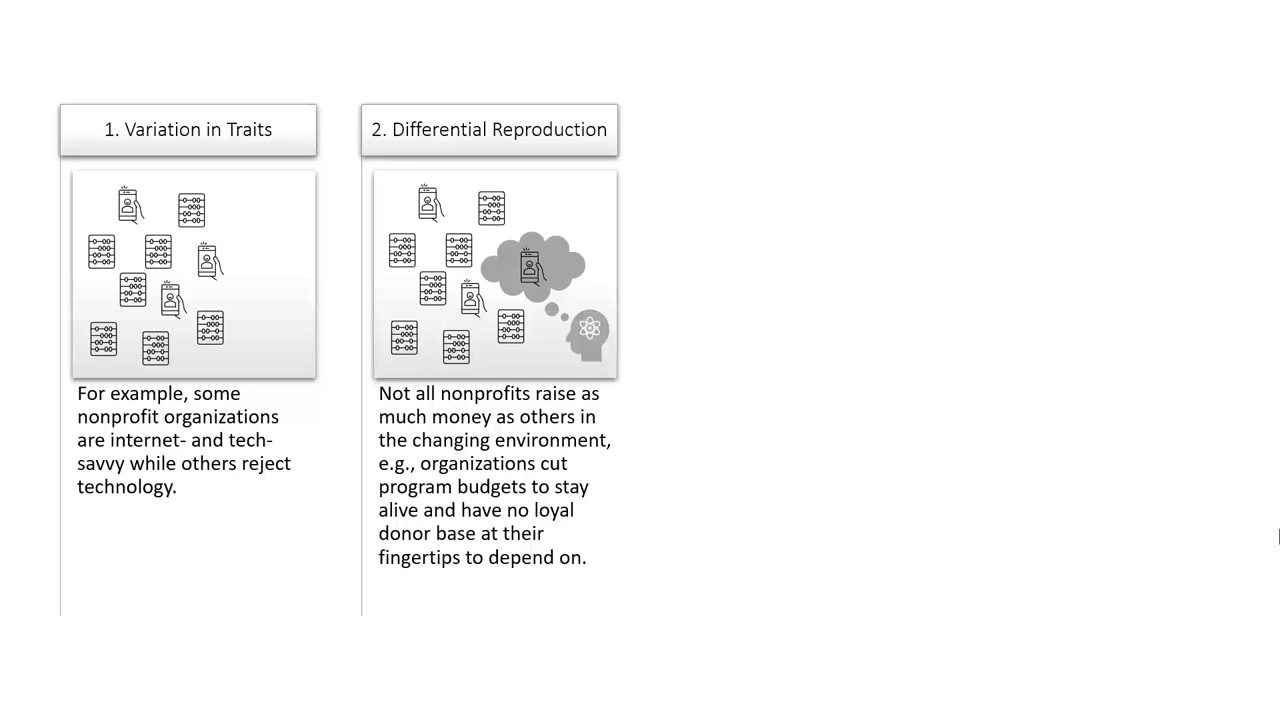 1. Variation in Traits
For example, some
nonprofit organizations
are internet- and tech-
savvy while others reject
technology.
2. Differential Reproduction
Not all nonprofits raise as
much money as others in
the changing environment,
e.g., organizations cut
program budgets to stay
alive and have no loyal
donor base at their
fingertips to depend on.